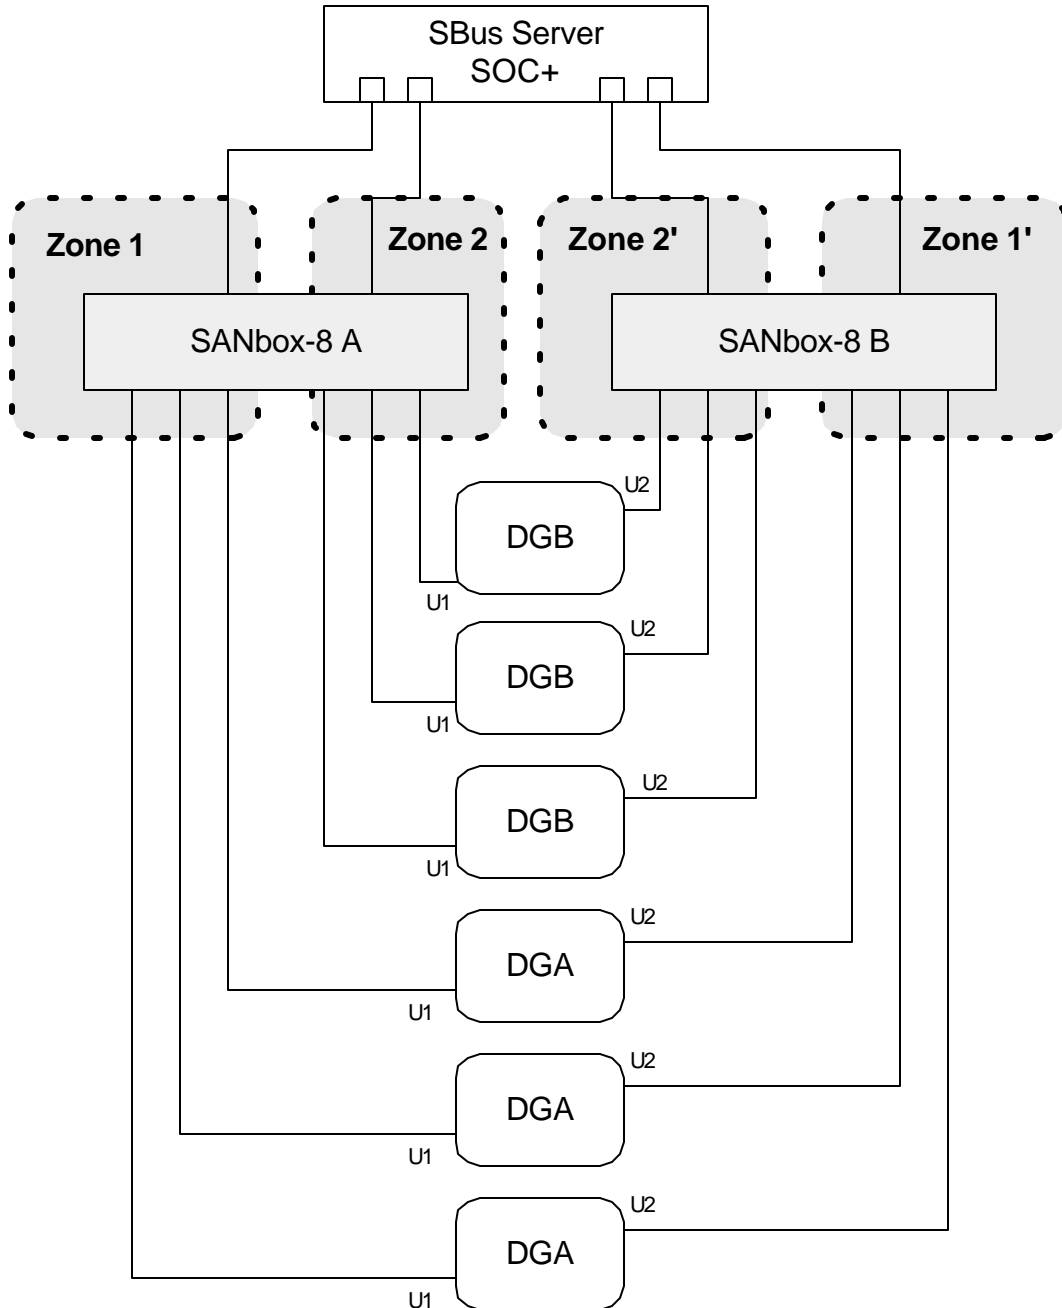 SBus Server
SOC+
Zone 1
Zone 2
Zone 2'
Zone 1'
SANbox-8 A
SANbox-8 B
U2
DGB
U1
U2
DGB
U1
U2
DGB
U1
U2
DGA
U1
U2
DGA
U1
U2
DGA
U1